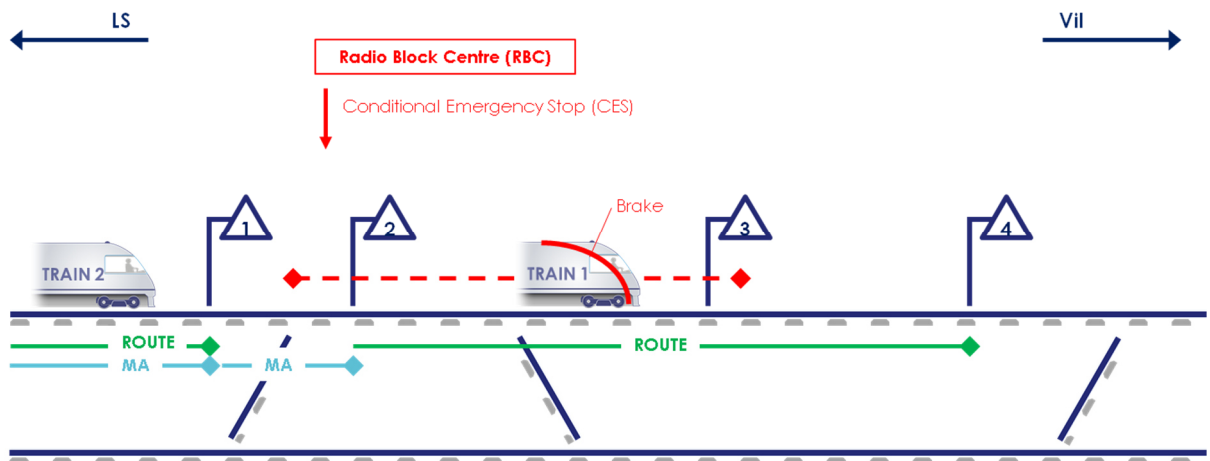 LS
Vil
Radio Block Centre (RBC)
Conditional Emergency Stop (CES)
Brake
1
2
3
4
TRAIN 2
TRAIN 1
ROUTE
ROUTE
MA
MA